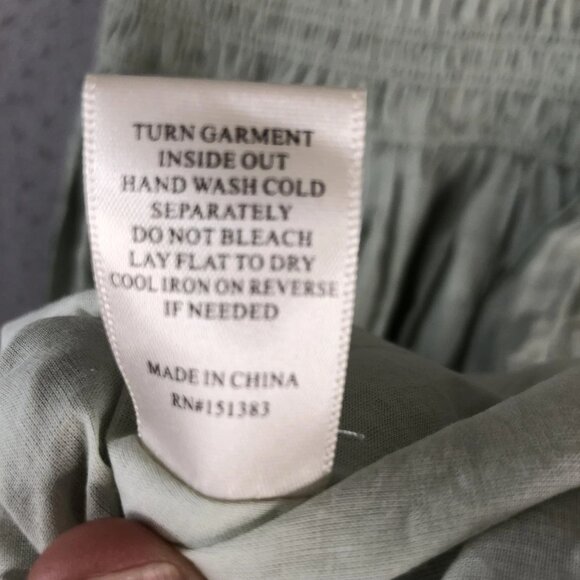 TURN GARMENT
INSIDE OUT
HAND WASH COLD
SEPARATELY
DO NOT BLEACH
LAY FLAT TO DRY
COOL IRON ON REVERSE
IF NEEDED
MADE IN CHINA
RN#151383